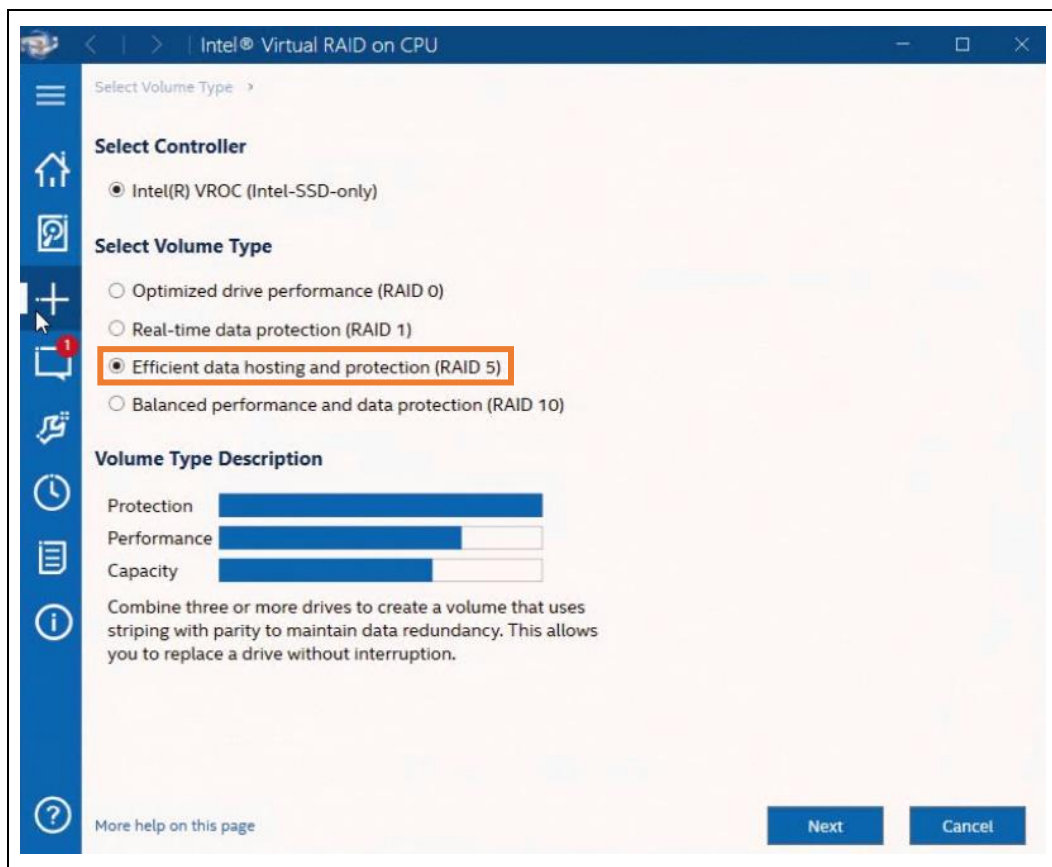 Intel® Virtual RAID on CPU
Select Volume Type
Select Controller
Intel(R) VROC (Intel-SSD-only)
Select Volume Type
Optimized drive performance (RAID 0)
Real-time data protection (RAID 1)
1
Efficient data hosting and protection (RAID 5)
Balanced performance and data protection (RAID 10)
Volume Type Description
Protection
Performance
Capacity
Combine three or more drives to create a volume that uses
striping with parity to maintain data redundancy. This allows
you to replace a drive without interruption.
More help on this page
Next
Cancel